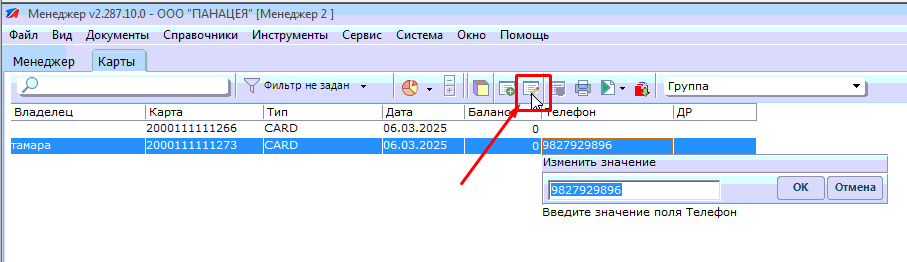 Менеджер v2.287.10.0 - ООО "ПАНАЦЕЯ" [Менеджер 2 ]
Файл Вид Документы Справочники Инструменты Сервис Система Окно Помощь
Менеджер Карты
Фильтр не задан Группа
Владелец Карта Тип Дата Баланс Телефон ДР
2000111111266 CARD 06.03.2025 0
тамара 2000111111273 CARD 06.03.2025 0 9827929896
Изменить значение
9827929896 OK Отмена
Введите значение поля Телефон